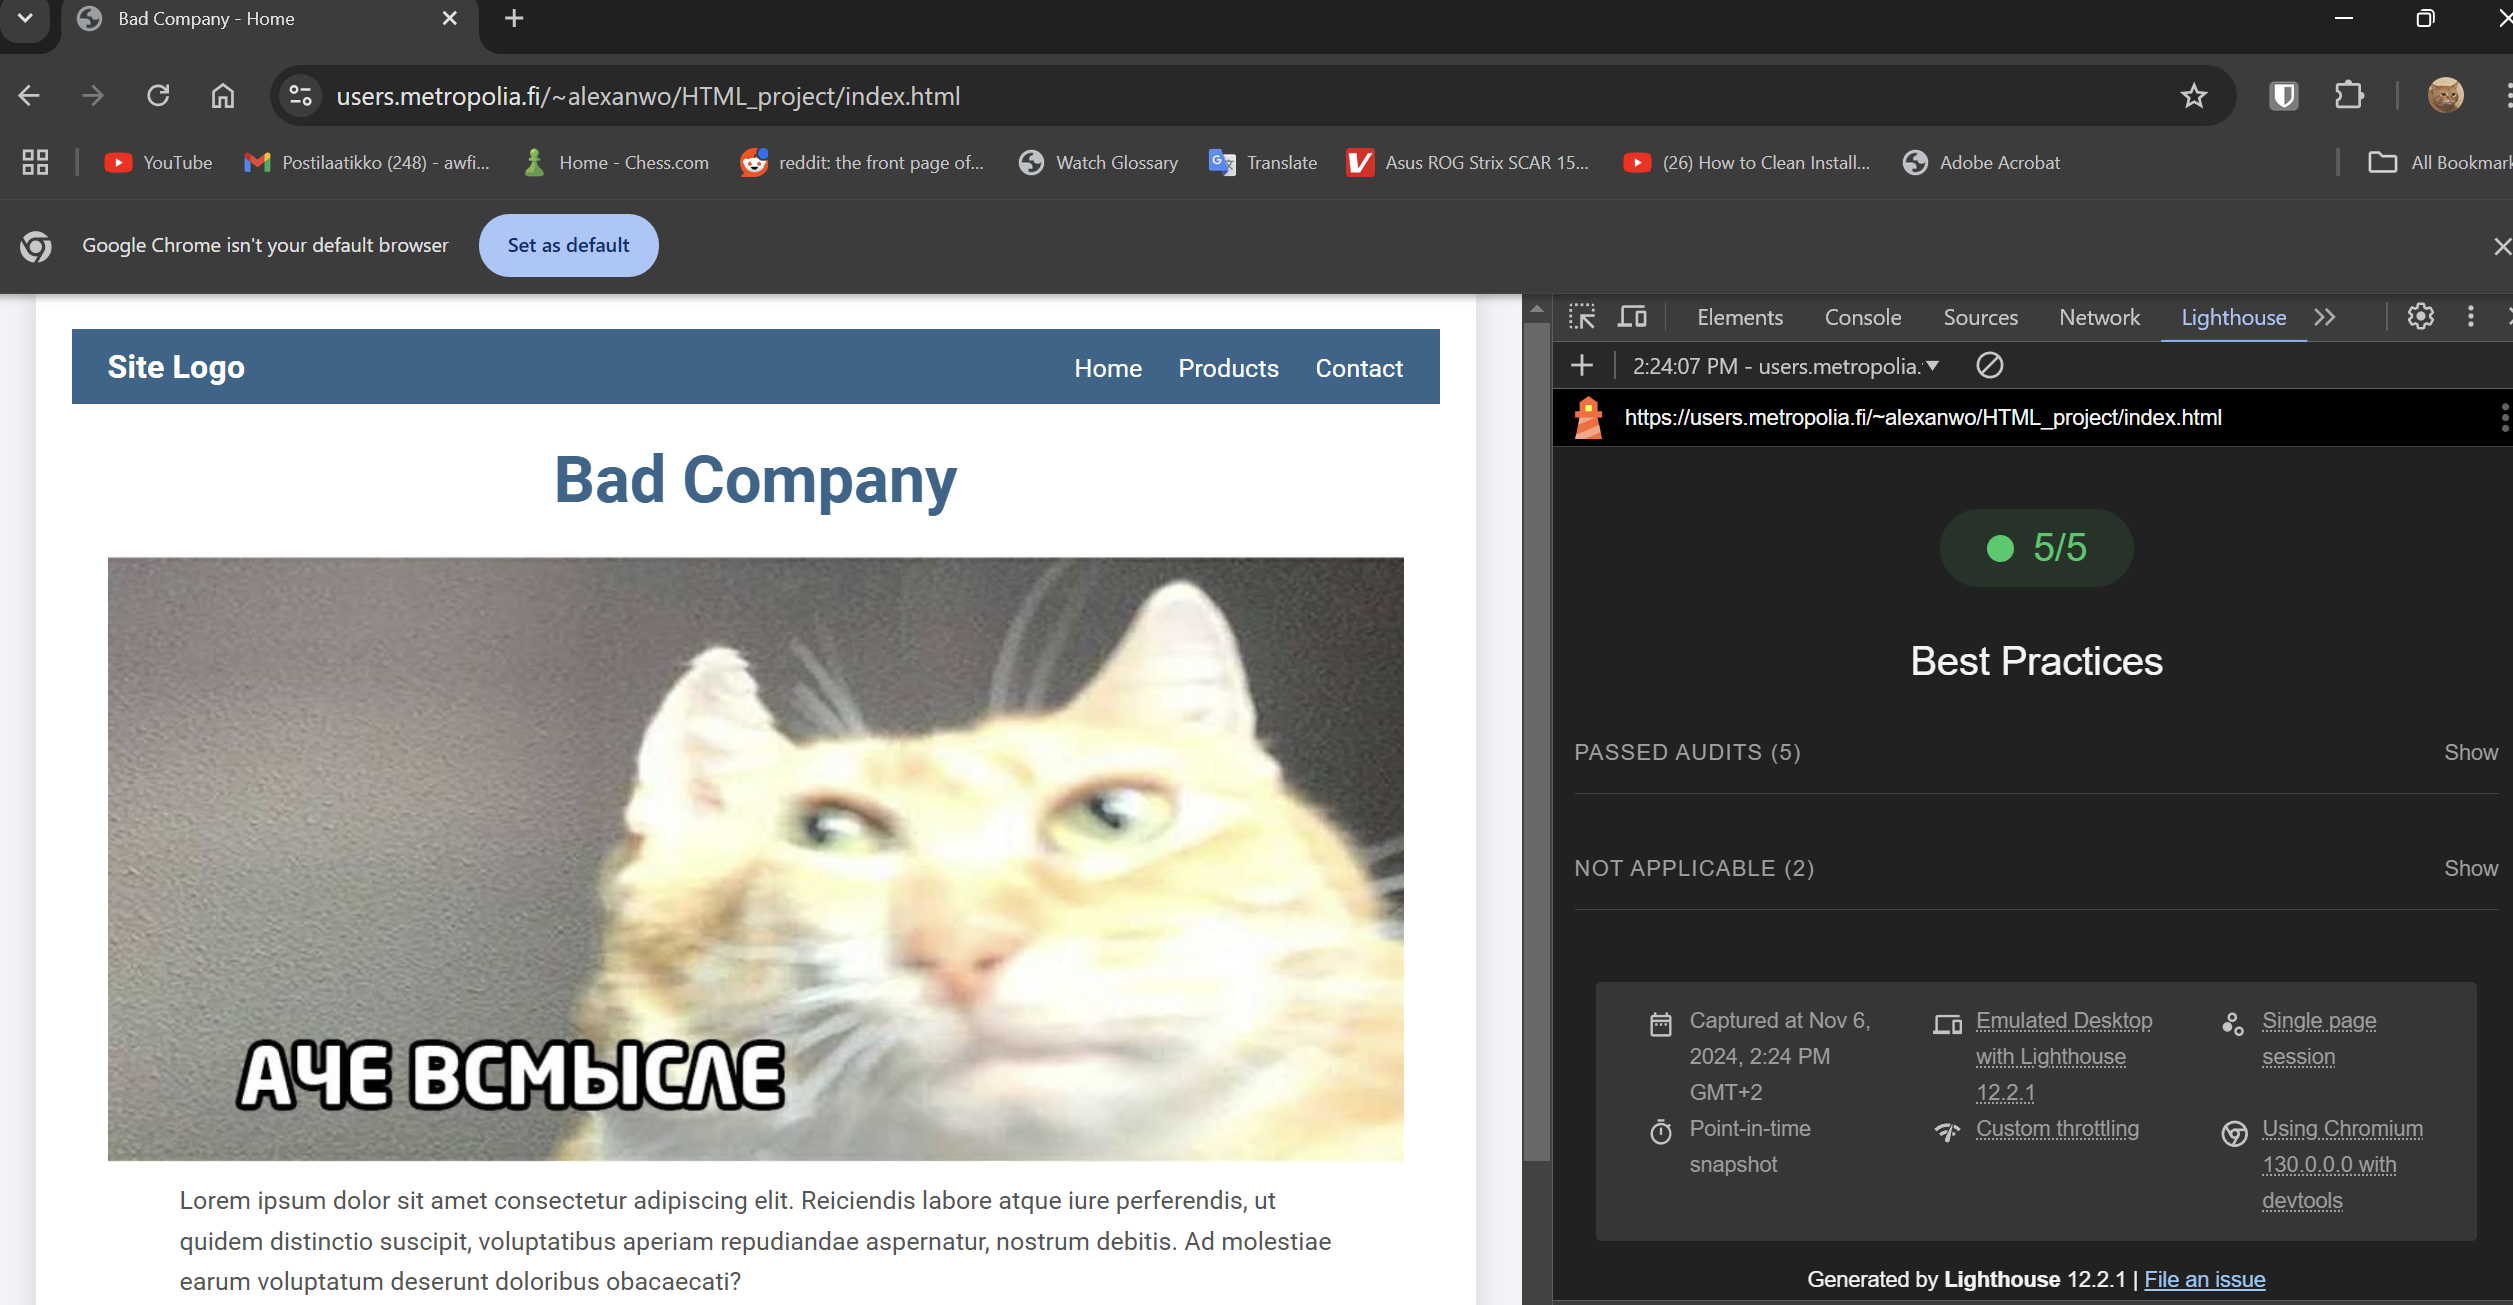 Bad Company - Home
users.metropolia.fi/~alexanwo/HTML_project/index.html
YouTube
Postilaatikko (248) - awfi...
Home - Chess.com
reddit: the front page of...
Watch Glossary
Translate
Asus ROG Strix SCAR 15...
(26) How to Clean Install...
Adobe Acrobat
All Bookmark
Google Chrome isn't your default browser
Set as default
Site Logo
Home
Products
Contact
Bad Company
АЧЕ ВСМЫСЛЕ
Lorem ipsum dolor sit amet consectetur adipiscing elit. Reiciendis labore atque iure perferendis, ut
quidem distinctio suscipit, voluptatibus aperiam repudiandae aspernatur, nostrum debitis. Ad molestiae
earum voluptatum deserunt doloribus obacaecati?
Elements
Console
Sources
Network
Lighthouse
2:24:07 PM - users.metropolia.
https://users.metropolia.fi/~alexanwo/HTML_project/index.html
5/5
Best Practices
PASSED AUDITS (5)
Show
NOT APPLICABLE (2)
Show
Captured at Nov 6,
2024, 2:24 PM
GMT+2
Emulated Desktop
with Lighthouse
12.2.1
Single page
session
Point-in-time
snapshot
Custom throttling
Using Chromium
130.0.0.0 with
devtools
Generated by Lighthouse 12.2.1 | File an issue